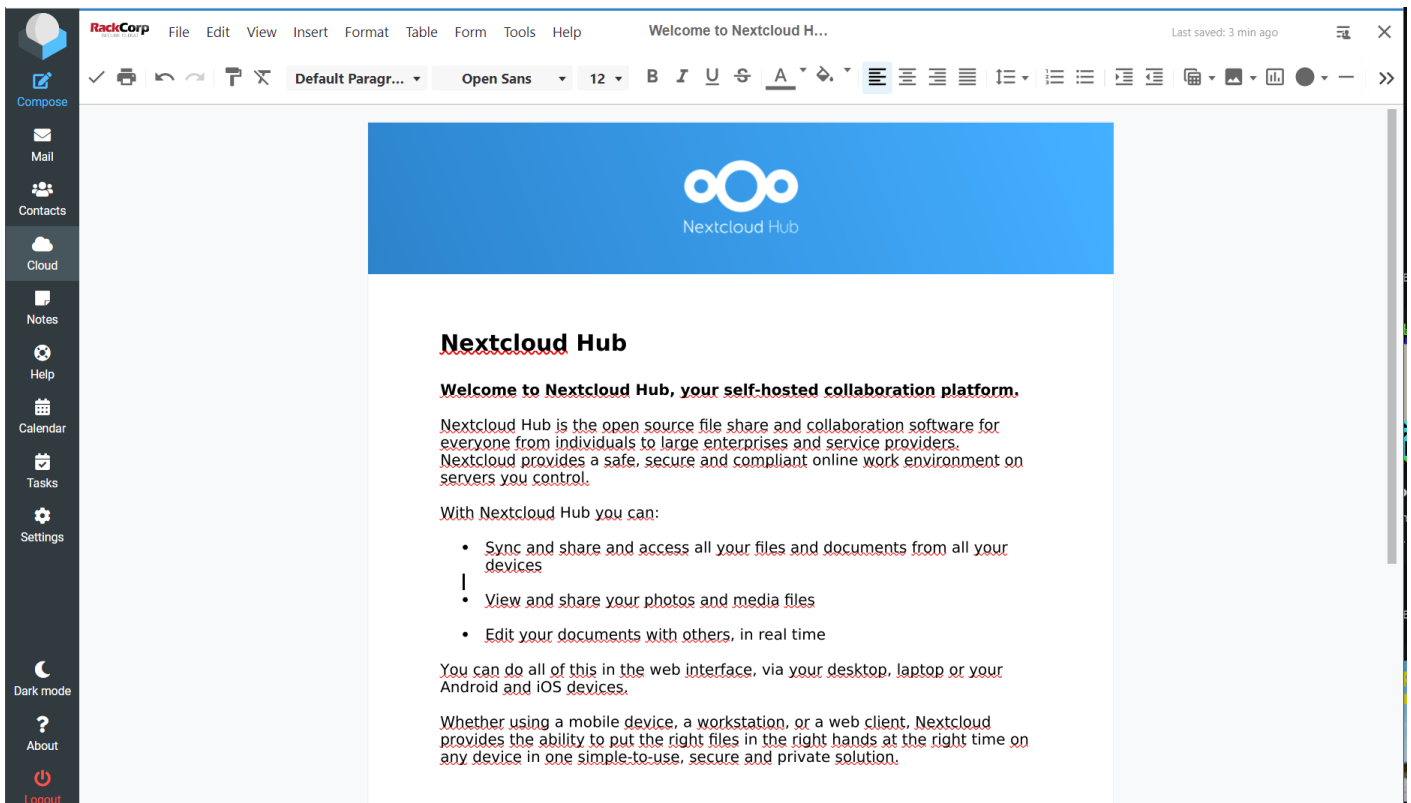 RackCorp
File Edit View Insert Format Table Form Tools Help
Welcome to Nextcloud H...
Last saved: 3 min ago
Default Paragr...
Open Sans
12
B I U S A
Compose
Mail
Contacts
Cloud
Notes
Help
Calendar
Tasks
Settings
Dark mode
About
Logout
Nextcloud Hub
Nextcloud Hub
Welcome to Nextcloud Hub, your self-hosted collaboration platform.
Nextcloud Hub is the open source file share and collaboration software for
everyone from individuals to large enterprises and service providers.
Nextcloud provides a safe, secure and compliant online work environment on
servers you control.
With Nextcloud Hub you can:
• Sync and share and access all your files and documents from all your
devices
• View and share your photos and media files
• Edit your documents with others, in real time
You can do all of this in the web interface, via your desktop, laptop or your
Android and iOS devices.
Whether using a mobile device, a workstation, or a web client, Nextcloud
provides the ability to put the right files in the right hands at the right time on
any device in one simple-to-use, secure and private solution.